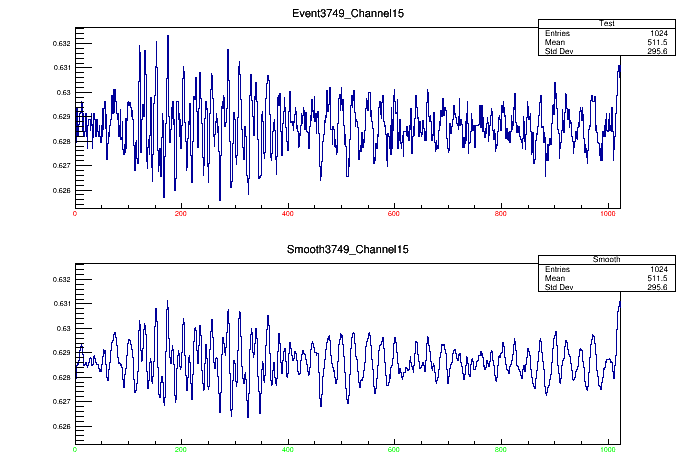 Event3749_Channel15
Test
Entries 1024
Mean 511.5
Std Dev 295.6
0.632
0.631
0.63
0.629
0.628
0.627
0.626
0 200 400 600 800 1000
Smooth3749_Channel15
Smooth
Entries 1024
Mean 511.5
Std Dev 295.6
0.632
0.631
0.63
0.629
0.628
0.627
0.626
0 200 400 600 800 1000